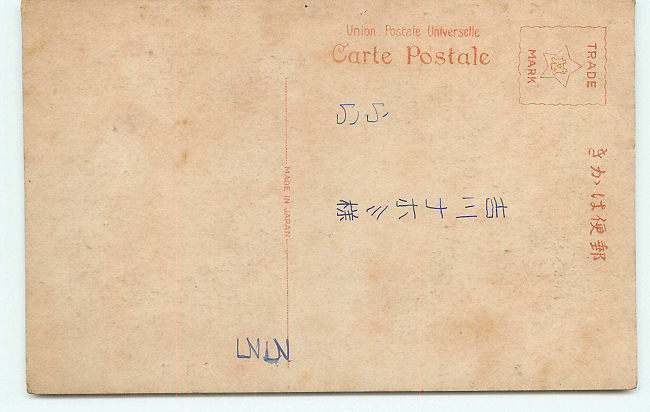 Union Postale Universelle
Carte Postale
TRADE
MARK
郵便はがき
MADE IN JAPAN
吉川ナホミ様